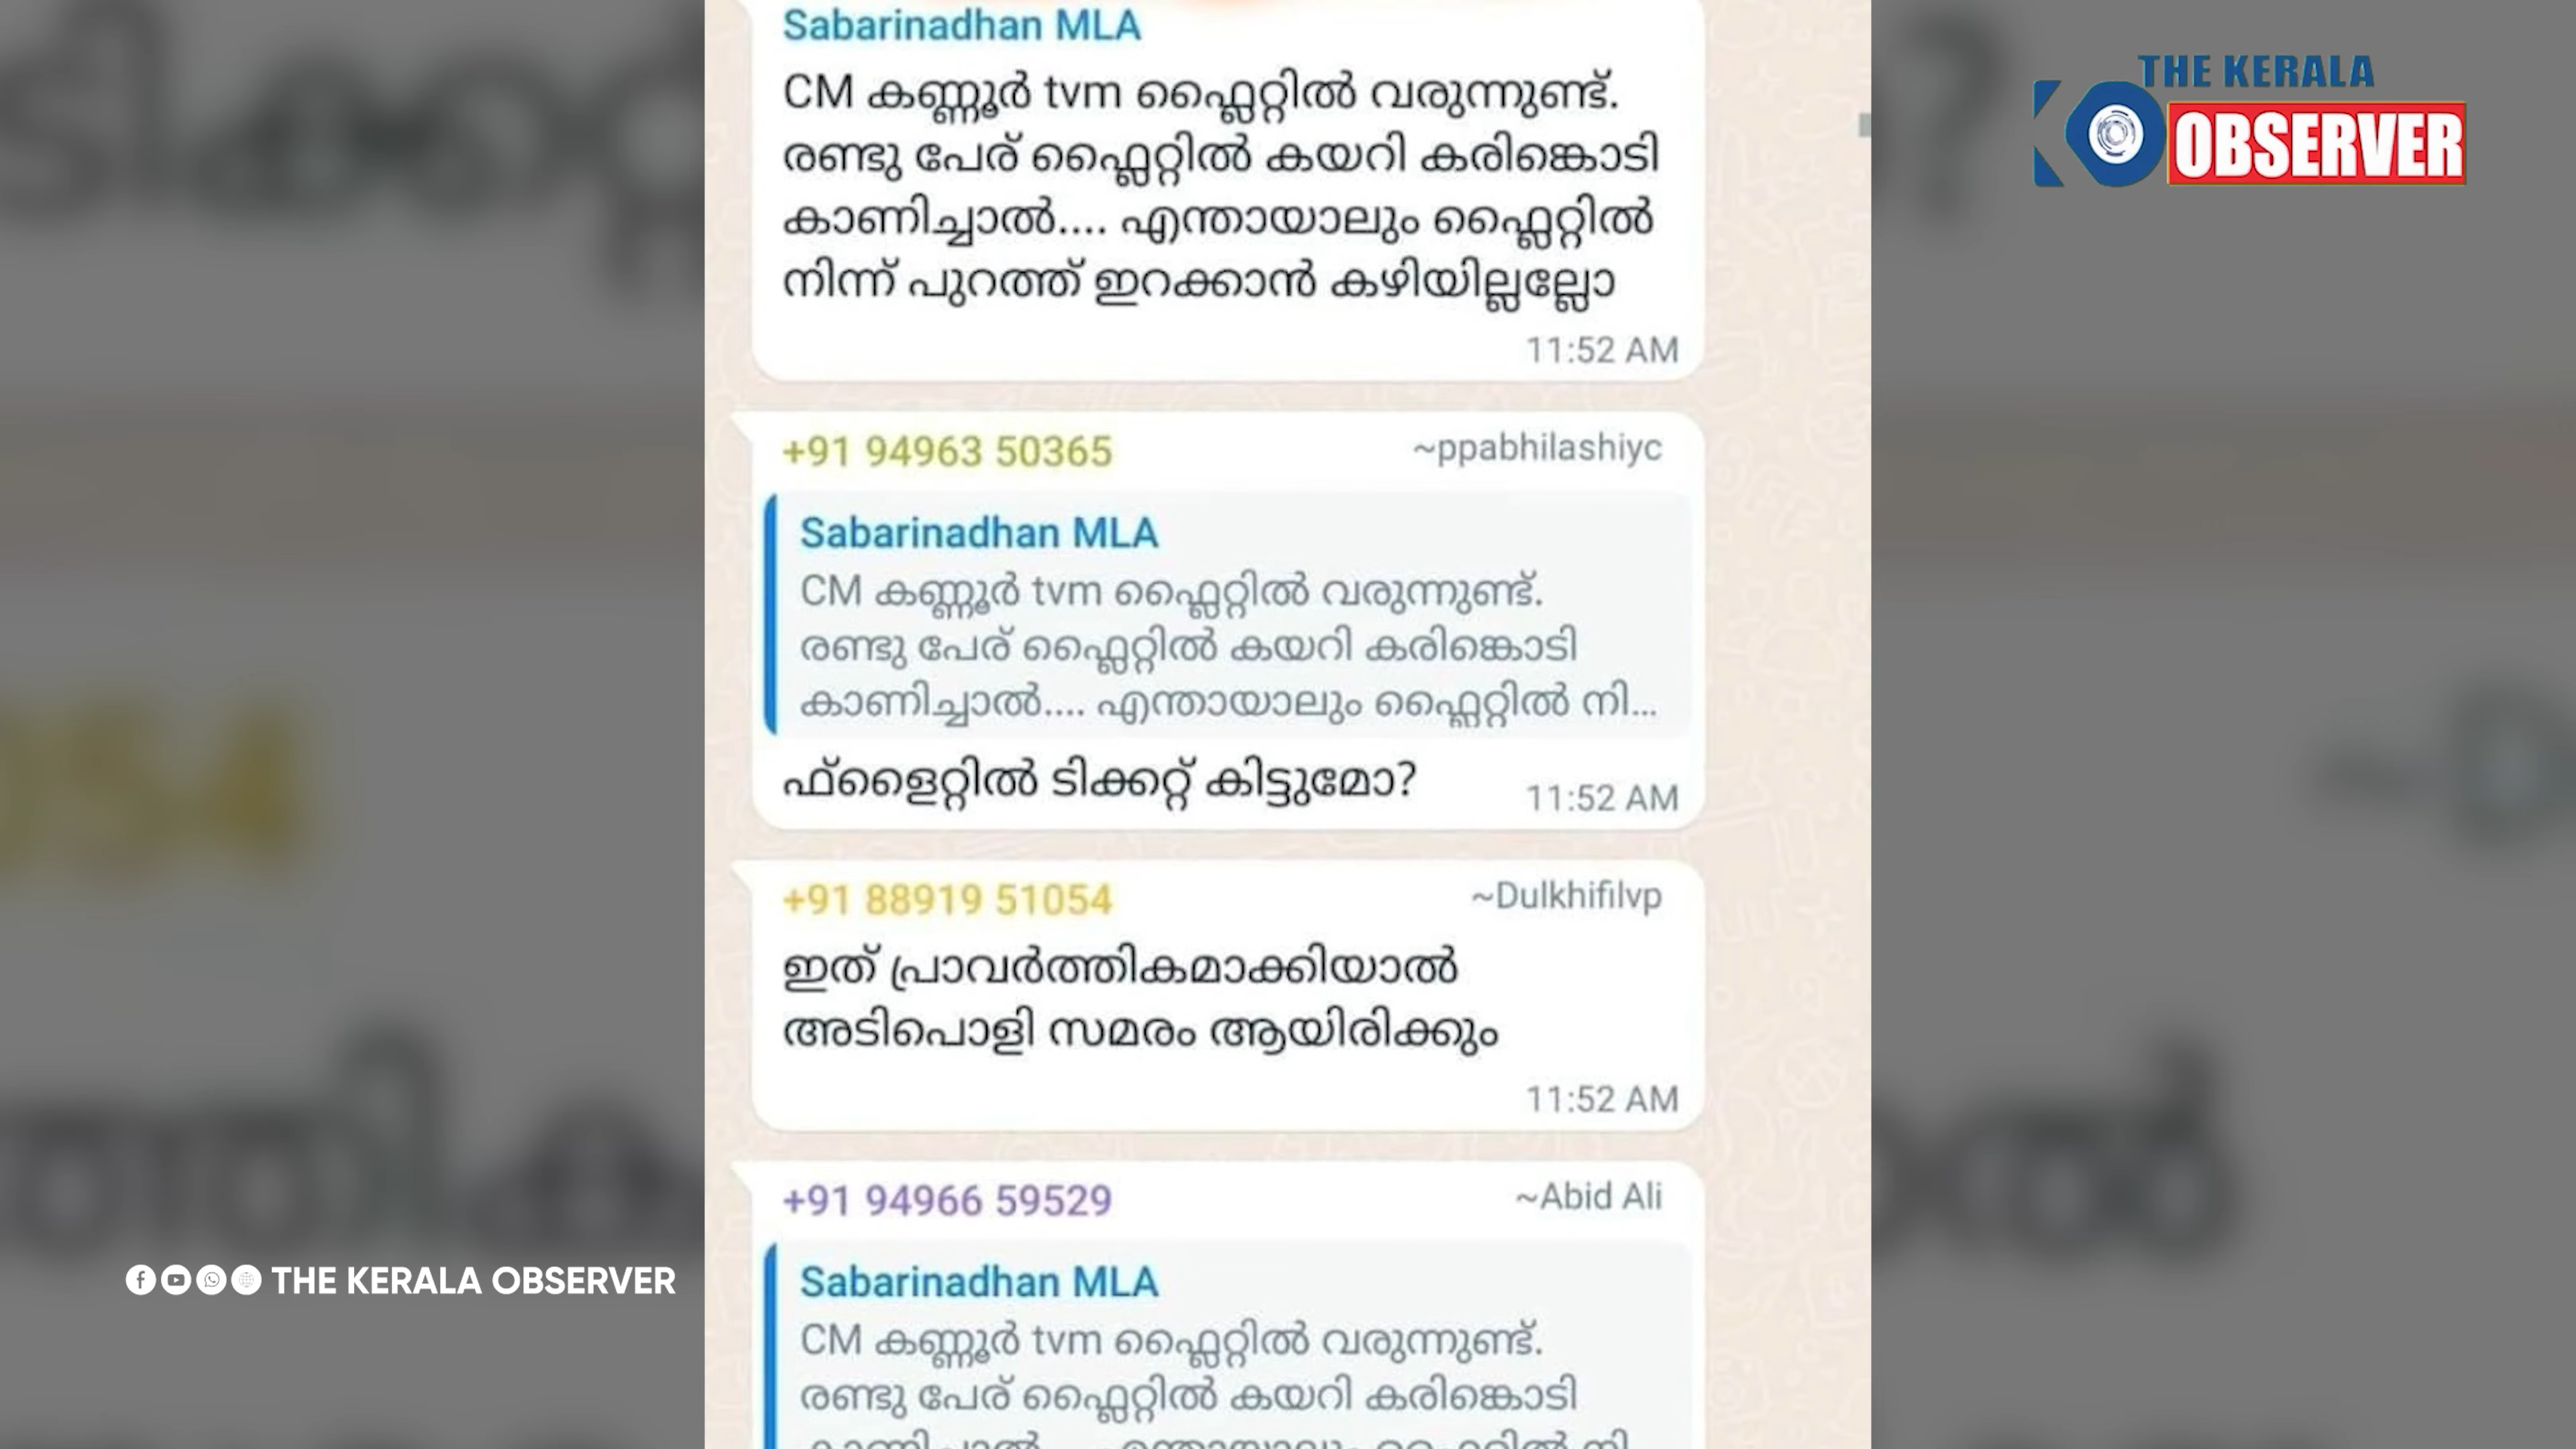 Sabarinadhan MLA
CM കണ്ണൂർ tvm ഫ്ലൈറ്റിൽ വരുന്നുണ്ട്.
രണ്ടു പേര് ഫ്ലൈറ്റിൽ കയറി കരിങ്കൊടി
കാണിച്ചാൽ.... എന്തായാലും ഫ്ലൈറ്റിൽ
നിന്ന് പുറത്ത് ഇറക്കാൻ കഴിയില്ലല്ലോ
11:52 AM
+91 94963 50365 ~ppabhilashiyc
Sabarinadhan MLA
CM കണ്ണൂർ tvm ഫ്ലൈറ്റിൽ വരുന്നുണ്ട്.
രണ്ടു പേര് ഫ്ലൈറ്റിൽ കയറി കരിങ്കൊടി
കാണിച്ചാൽ.... എന്തായാലും ഫ്ലൈറ്റിൽ നി...
ഫ്ളൈറ്റിൽ ടിക്കറ്റ് കിട്ടുമോ? 11:52 AM
+91 88919 51054 ~Dulkhifilvp
ഇത് പ്രാവർത്തികമാക്കിയാൽ
അടിപൊളി സമരം ആയിരിക്കും
11:52 AM
+91 94966 59529 ~Abid Ali
Sabarinadhan MLA
CM കണ്ണൂർ tvm ഫ്ലൈറ്റിൽ വരുന്നുണ്ട്.
രണ്ടു പേര് ഫ്ലൈറ്റിൽ കയറി കരിങ്കൊടി
THE KERALA
OBSERVER
THE KERALA OBSERVER